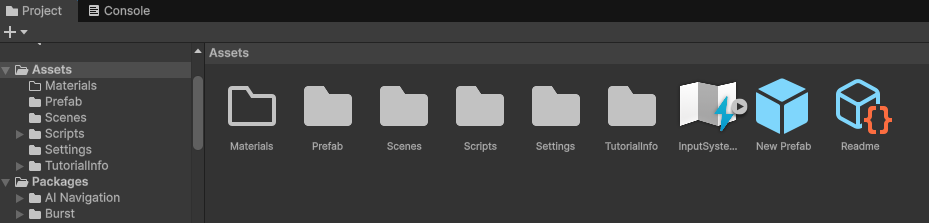 Project Console
Assets
Assets
Materials
Prefab
Scenes
Scripts
Settings
TutorialInfo
Packages
AI Navigation
Burst
Materials Prefab Scenes Scripts Settings TutorialInfo InputSyste... New Prefab Readme